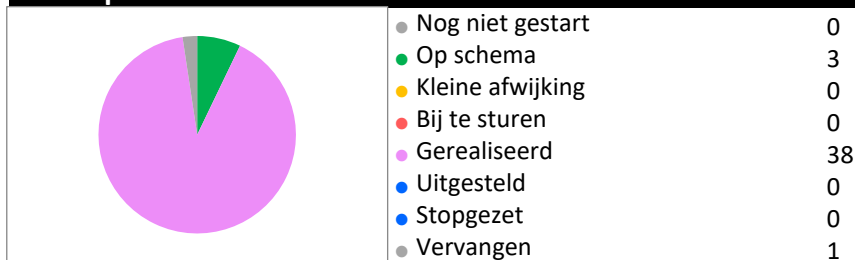 Nog niet gestart 0
Op schema 3
Kleine afwijking 0
Bij te sturen 0
Gerealiseerd 38
Uitgesteld 0
Stopgezet 0
Vervangen 1